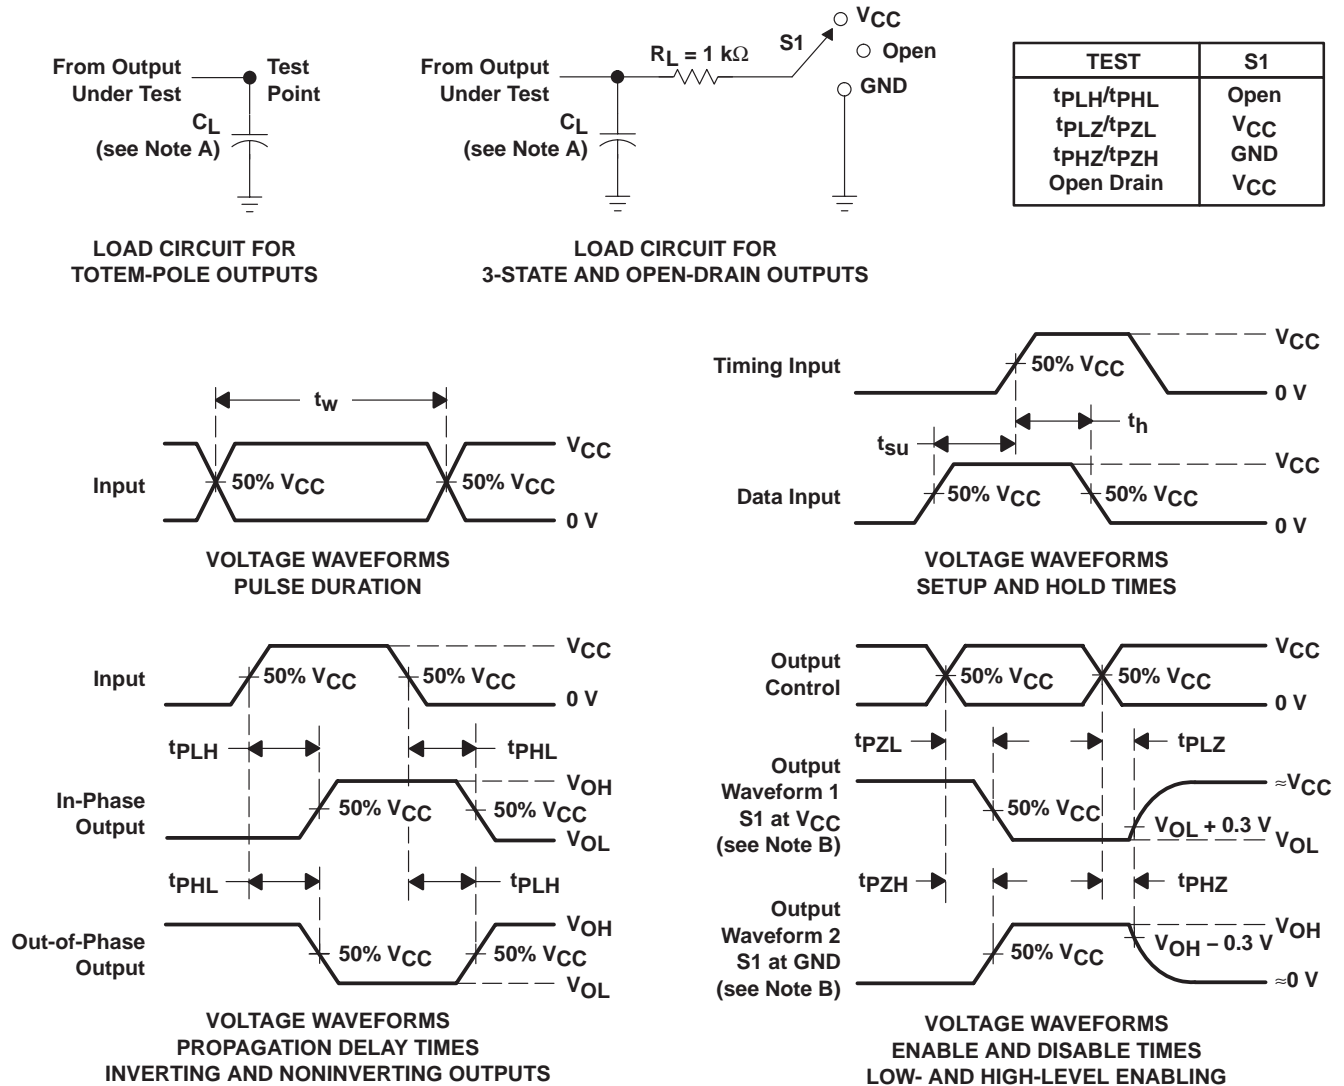 From Output
Under Test
Test
Point
CL
(see Note A)
LOAD CIRCUIT FOR
TOTEM-POLE OUTPUTS
From Output
Under Test
RL = 1 kΩ
S1
VCC
Open
GND
CL
(see Note A)
LOAD CIRCUIT FOR
3-STATE AND OPEN-DRAIN OUTPUTS
TEST S1
tPLH/tPHL Open
tPLZ/tPZL VCC
tPHZ/tPZH GND
Open Drain VCC
tw
Input
VCC
50% VCC
50% VCC
0 V
VOLTAGE WAVEFORMS
PULSE DURATION
Timing Input
VCC
50% VCC
0 V
th
tsu
Data Input
VCC
50% VCC
50% VCC
0 V
VOLTAGE WAVEFORMS
SETUP AND HOLD TIMES
Input
VCC
50% VCC
50% VCC
0 V
tPLH
tPHL
In-Phase
Output
VOH
50% VCC
50% VCC
VOL
tPHL
tPLH
Out-of-Phase
Output
VOH
50% VCC
50% VCC
VOL
VOLTAGE WAVEFORMS
PROPAGATION DELAY TIMES
INVERTING AND NONINVERTING OUTPUTS
Output
Control
VCC
50% VCC
50% VCC
0 V
tPZL
tPLZ
Output
Waveform 1
S1 at VCC
(see Note B)
≈VCC
50% VCC
VOL + 0.3 V
VOL
tPZH
tPHZ
Output
Waveform 2
S1 at GND
(see Note B)
VOH
50% VCC
VOH − 0.3 V
≈0 V
VOLTAGE WAVEFORMS
ENABLE AND DISABLE TIMES
LOW- AND HIGH-LEVEL ENABLING